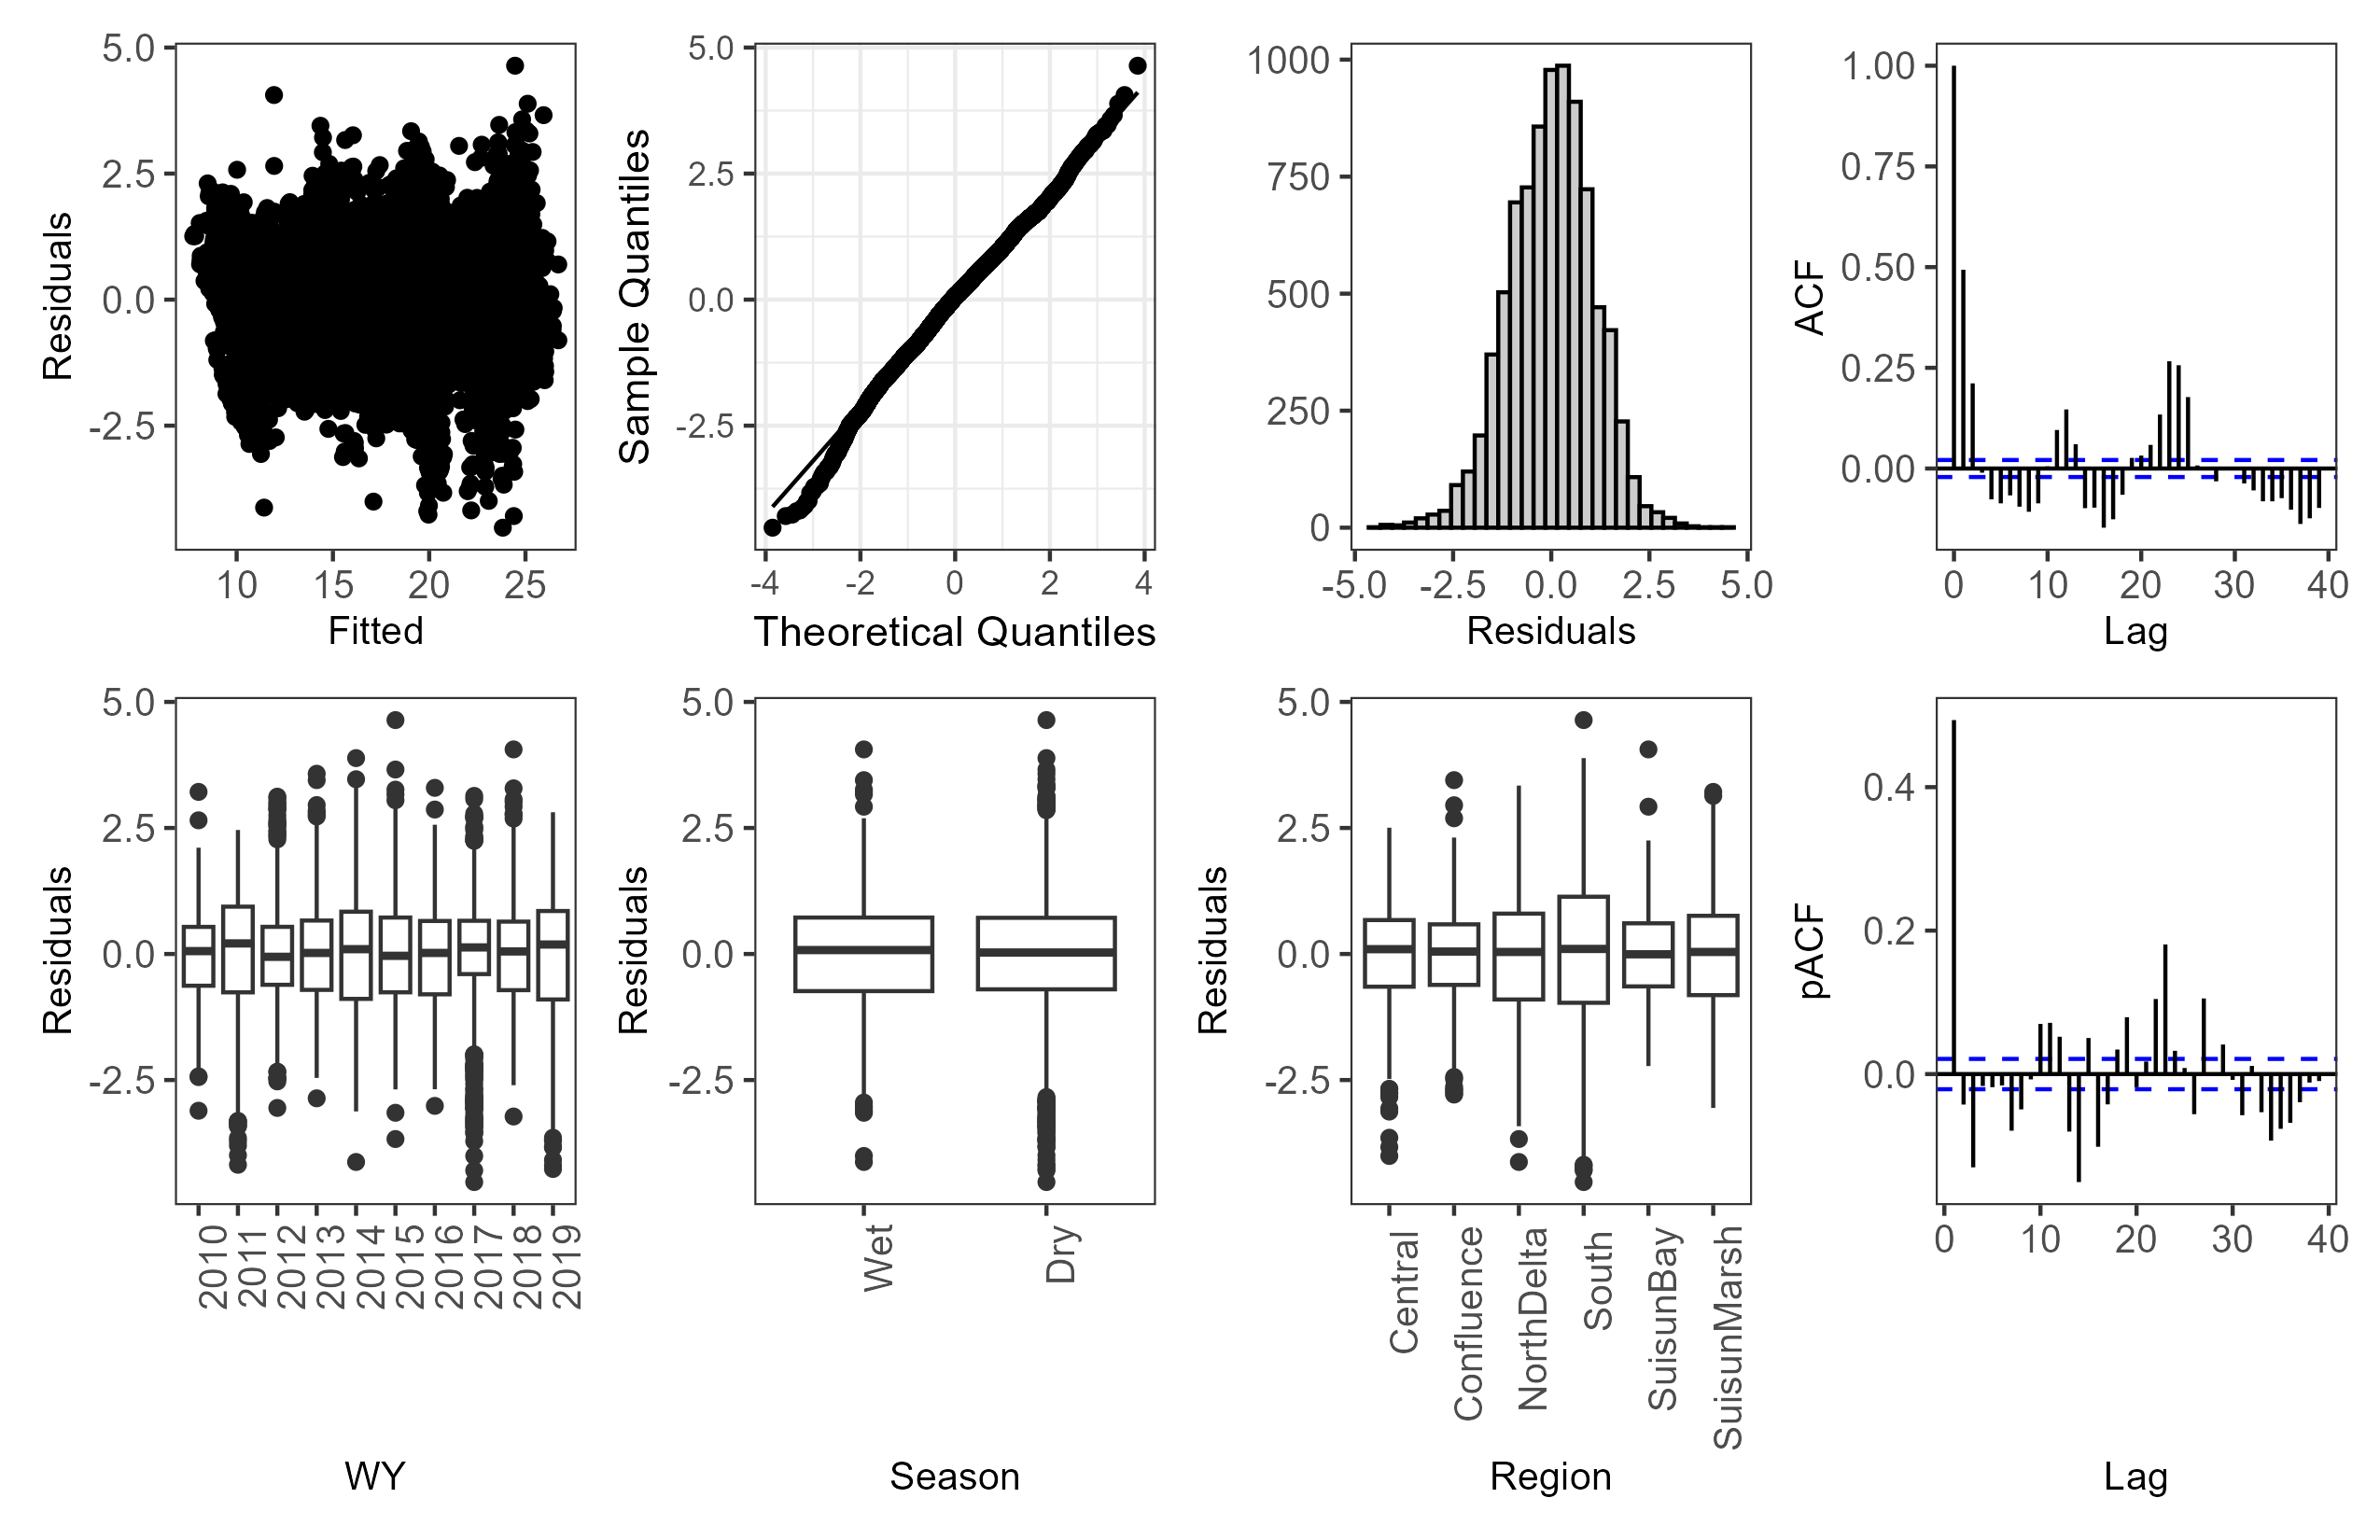 5.0
2.5
0.0
-2.5
Residuals
10 15 20 25
Fitted
5.0
2.5
0.0
-2.5
Sample Quantiles
-4 -2 0 2 4
Theoretical Quantiles
1000
750
500
250
0
-5.0 -2.5 0.0 2.5 5.0
Residuals
1.00
0.75
0.50
0.25
0.00
ACF
0 10 20 30 40
Lag
5.0
2.5
0.0
-2.5
Residuals
2010
2011
2012
2013
2014
2015
2016
2017
2018
2019
WY
5.0
2.5
0.0
-2.5
Residuals
Wet
Dry
Season
5.0
2.5
0.0
-2.5
Residuals
Central
Confluence
NorthDelta
South
SuisunBay
SuisunMarsh
Region
0.4
0.2
0.0
pACF
0 10 20 30 40
Lag